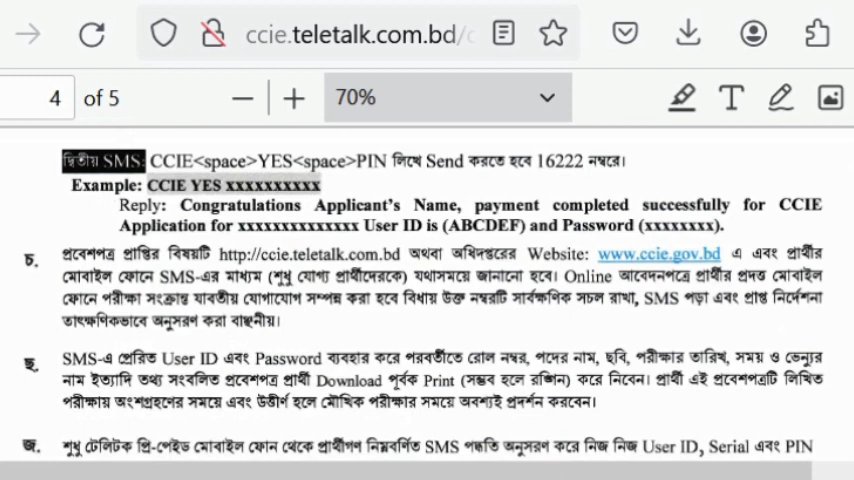 ccie.teletalk.com.bd/
4 of 5
70%
দ্বিতীয় SMS: CCIE<space>YES<space>PIN লিখে Send করতে হবে 16222 নম্বরে।
Example: CCIE YES xxxxxxxxxx
Reply: Congratulations Applicant's Name, payment completed successfully for CCIE
Application for xxxxxxxxxxxxxx User ID is (ABCDEF) and Password (xxxxxxxx).
চ. প্রবেশপত্র প্রাপ্তির বিষয়টি http://ccie.teletalk.com.bd অথবা অধিদপ্তরের Website: www.ccie.gov.bd এ এবং প্রার্থীর
মোবাইল ফোনে SMS-এর মাধ্যম (শুধু যোগ্য প্রার্থীদেরকে) যথাসময়ে জানানো হবে। Online আবেদনপত্রে প্রার্থীর প্রদত্ত মোবাইল
ফোনে পরীক্ষা সংক্রান্ত যাবতীয় যোগাযোগ সম্পন্ন করা হবে বিধায় উক্ত নম্বরটি সার্বক্ষণিক সচল রাখা, SMS পড়া এবং প্রাপ্ত নির্দেশনা
তাৎক্ষণিকভাবে অনুসরণ করা বাঞ্ছনীয়।
ছ. SMS-এ প্রেরিত User ID এবং Password ব্যবহার করে পরবর্তীতে রোল নম্বর, পদের নাম, ছবি, পরীক্ষার তারিখ, সময় ও ভেন্যুর
নাম ইত্যাদি তথ্য সংবলিত প্রবেশপত্র প্রার্থী Download পূর্বক Print (সম্ভব হলে রঙ্গিন) করে নিবেন। প্রার্থী এই প্রবেশপত্রটি লিখিত
পরীক্ষায় অংশগ্রহণের সময়ে এবং উত্তীর্ণ হলে মৌখিক পরীক্ষার সময়ে অবশ্যই প্রদর্শন করবেন।
জ. শুধু টেলিটক প্রি-পেইড মোবাইল ফোন থেকে প্রার্থীগণ নিম্নবর্ণিত SMS পদ্ধতি অনুসরণ করে নিজ নিজ User ID, Serial এবং PIN